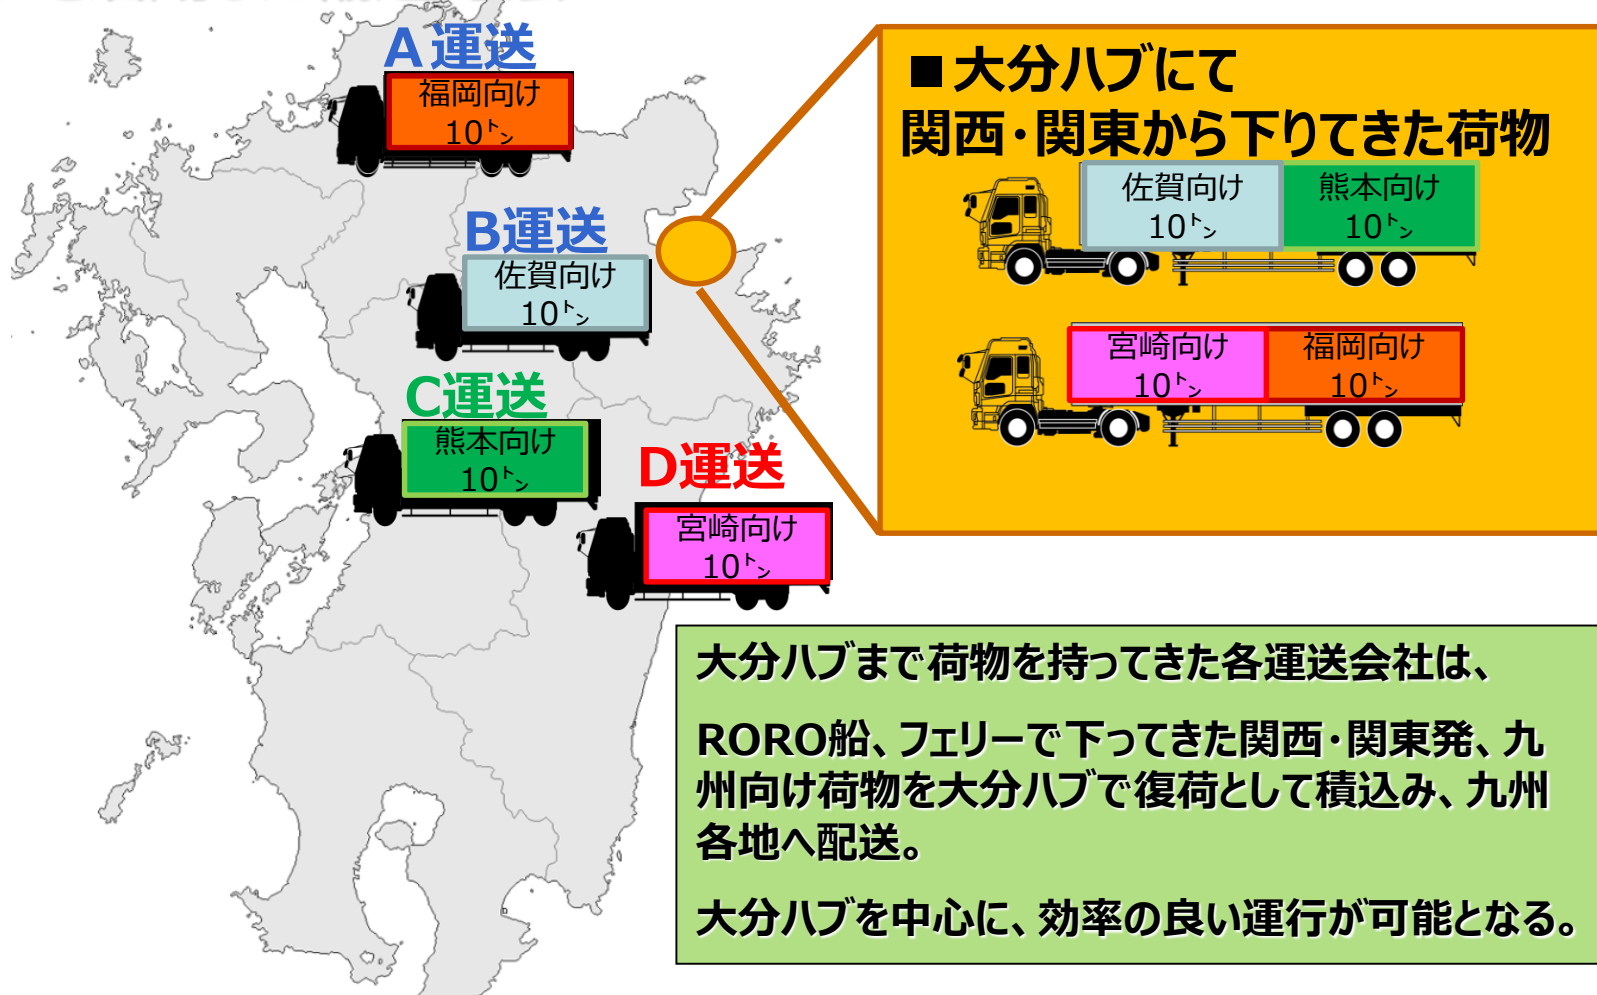 A運送
福岡向け
10㌧
B運送
佐賀向け
10㌧
C運送
熊本向け
10㌧
D運送
宮崎向け
10㌧
■大分ハブにて
関西・関東から下りてきた荷物
佐賀向け
10㌧
熊本向け
10㌧
宮崎向け
10㌧
福岡向け
10㌧
大分ハブまで荷物を持ってきた各運送会社は、
RORO船、フェリーで下ってきた関西・関東発、九
州向け荷物を大分ハブで復荷として積込み、九州
各地へ配送。
大分ハブを中心に、効率の良い運行が可能となる。